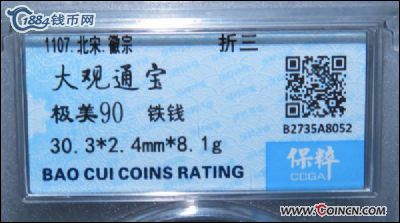 1884钱币网
1107.北宋.徽宗 折三
大观通宝
极美90 铁钱
30.3*2.4mm*8.1g
B2735A8052
BAO CUI COINS RATING
保粹
CCGA
www.COINCN.COM